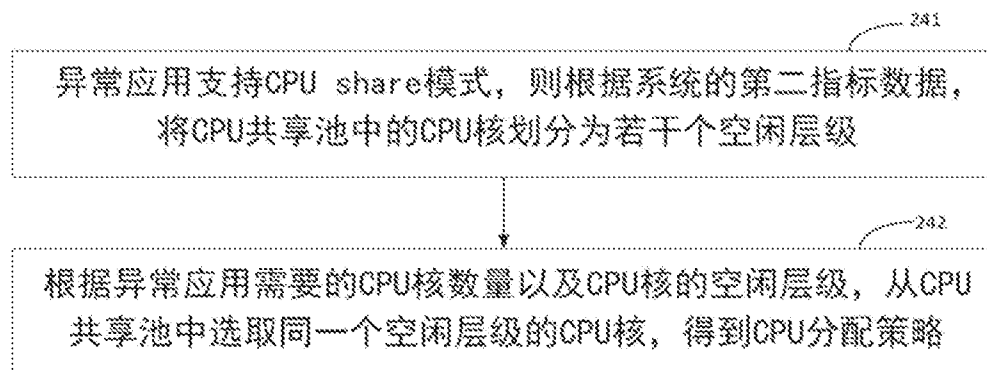 241
异常应用支持CPU share模式，则根据系统的第二指标数据，
将CPU共享池中的CPU核划分为若干个空闲层级
242
根据异常应用需要的CPU核数量以及CPU核的空闲层级，从CPU
共享池中选取同一个空闲层级的CPU核，得到CPU分配策略